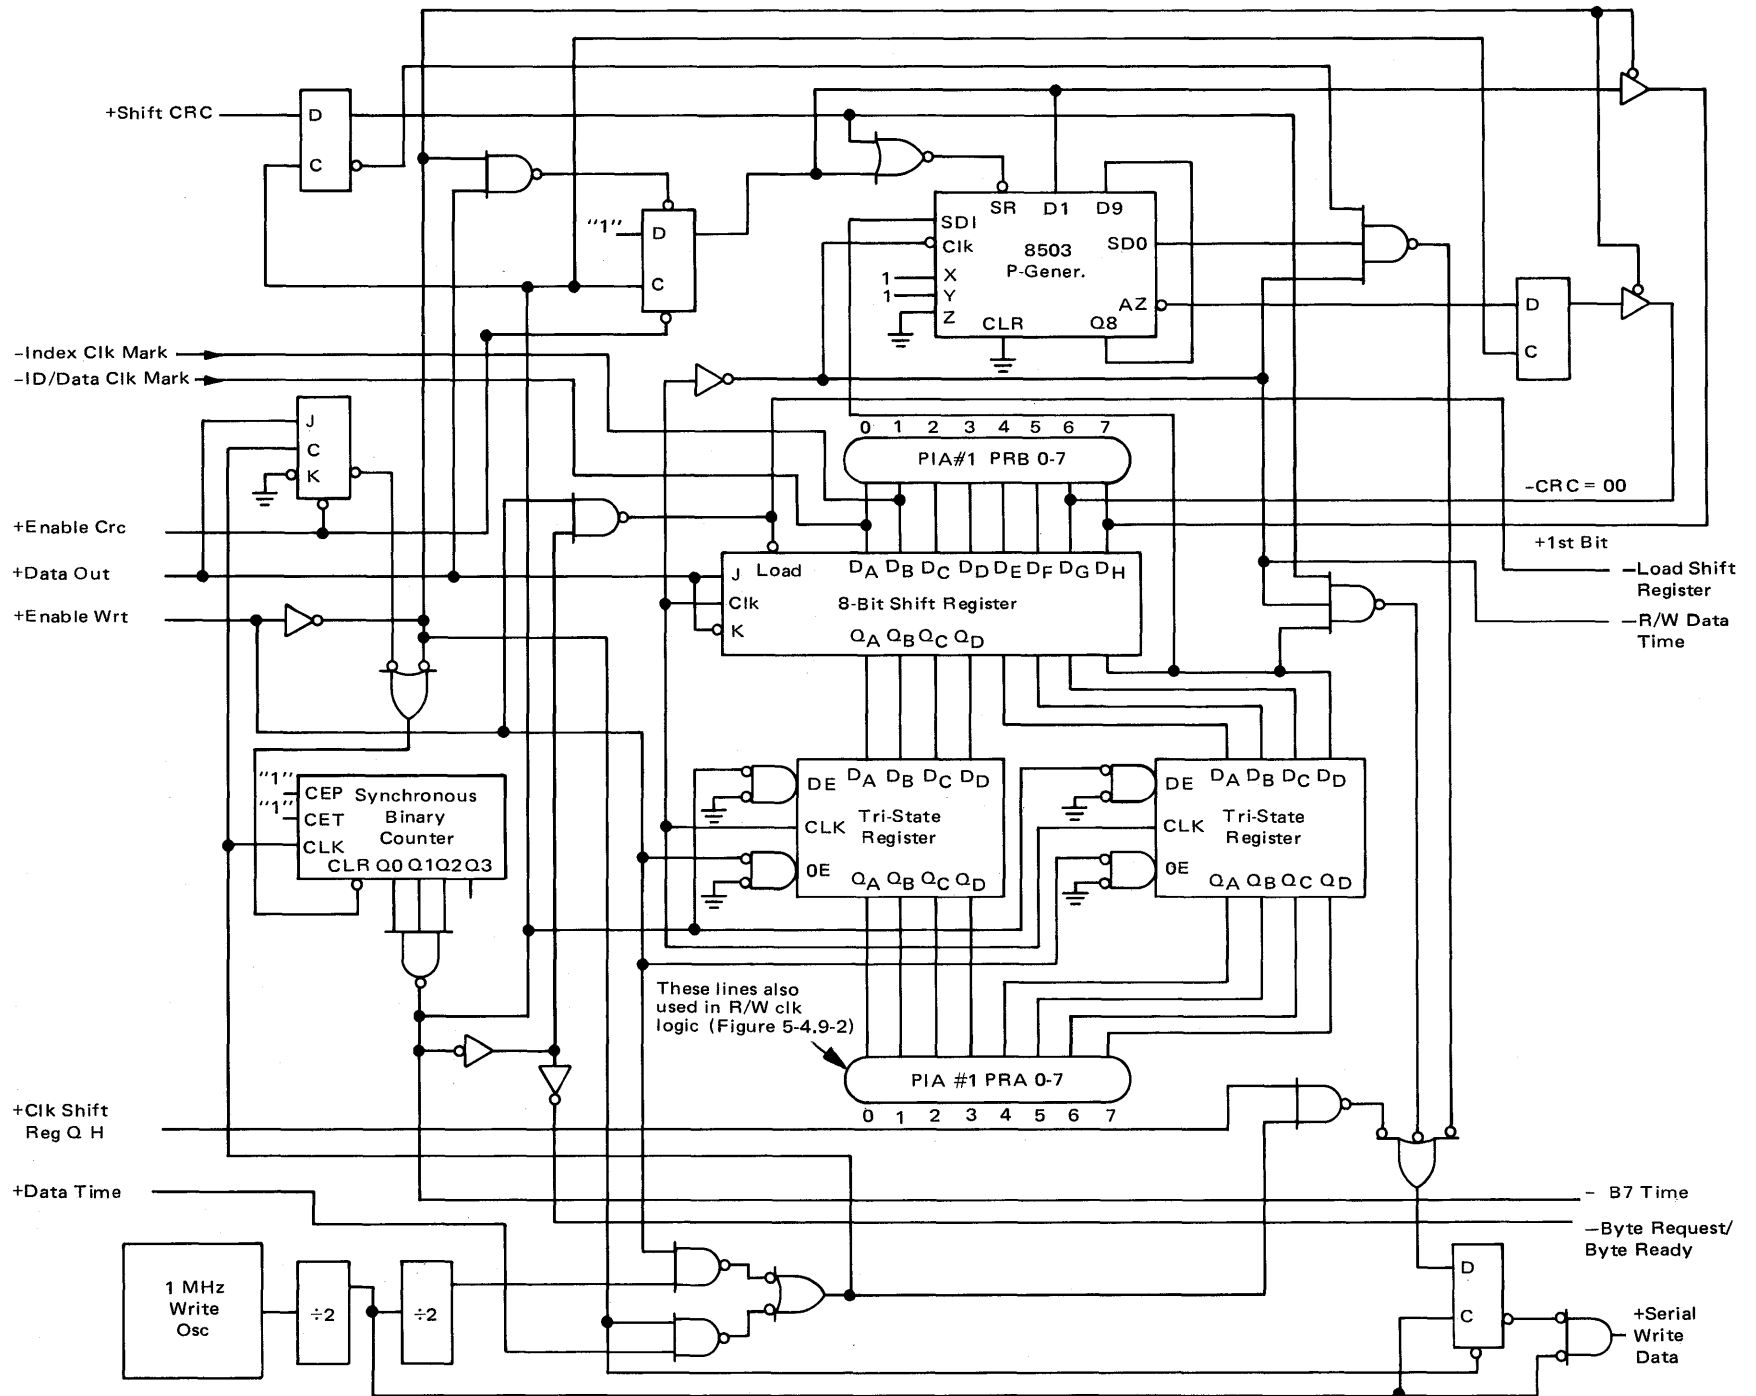 +Shift CRC
D
C
"1"
D
C
SR D1 D9
SDI
Clk
X
Y
Z
1
1
8503
P-Gener.
SD0
AZ
CLR
Q8
D
C
-Index Clk Mark
-ID/Data Clk Mark
J
C
K
0 1 2 3 4 5 6 7
PIA#1 PRB 0-7
-CRC = 00
+Enable Crc
+1st Bit
+Data Out
J Load DA DB DC DD DE DF DG DH
Clk 8-Bit Shift Register
K
QA QB QC QD
-Load Shift
Register
+Enable Wrt
-R/W Data
Time
"1"
CEP Synchronous
"1"
CET Binary
Counter
CLK
CLR Q0 Q1 Q2 Q3
DE DA DB DC DD
Tri-State
CLK Register
0E
QA QB QC QD
DE DA DB DC DD
Tri-State
CLK Register
0E
QA QB QC QD
These lines also
used in R/W clk
logic (Figure 5-4.9-2)
PIA #1 PRA 0-7
0 1 2 3 4 5 6 7
+Clk Shift
Reg Q H
+Data Time
- B7 Time
-Byte Request/
Byte Ready
1 MHz
Write
Osc
÷2
÷2
D
C
+Serial
Write
Data